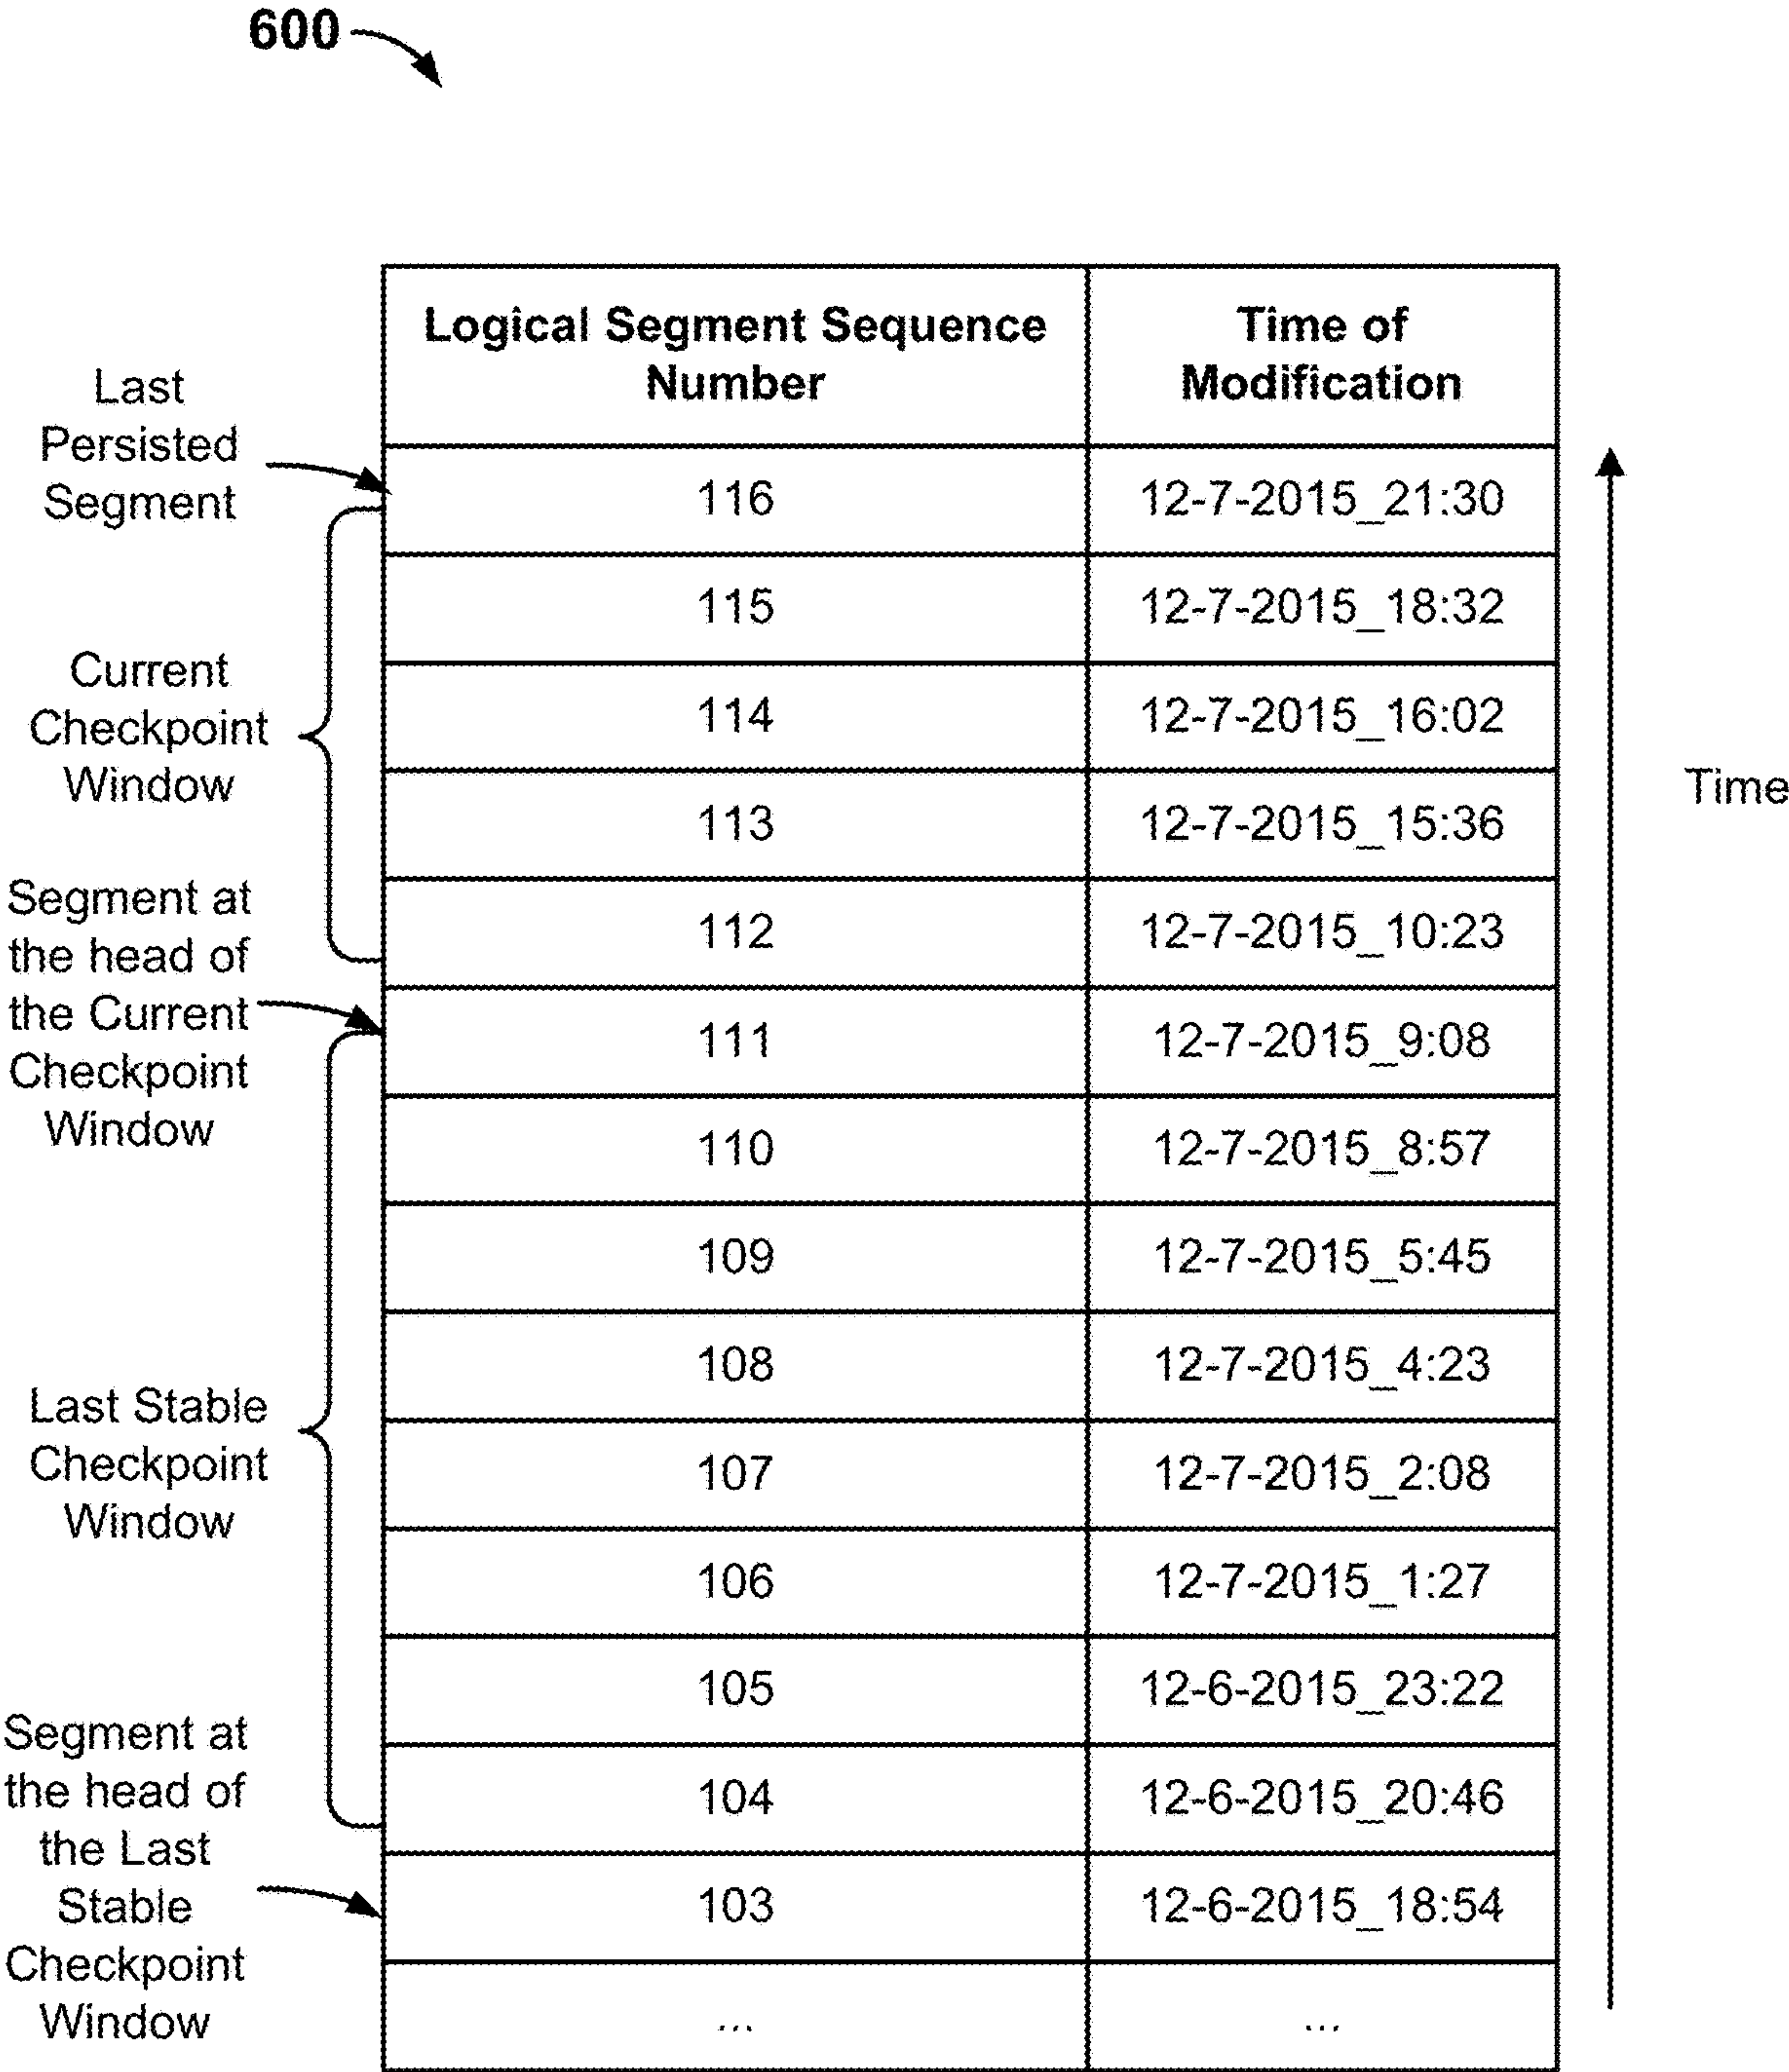 600
Logical Segment Sequence
Number
Time of
Modification
Last
Persisted
Segment
116
12-7-2015_21:30
115
12-7-2015_18:32
Current
Checkpoint
Window
114
12-7-2015_16:02
113
12-7-2015_15:36
Time
Segment at
the head of
the Current
Checkpoint
Window
112
12-7-2015_10:23
111
12-7-2015_9:08
110
12-7-2015_8:57
109
12-7-2015_5:45
108
12-7-2015_4:23
Last Stable
Checkpoint
Window
107
12-7-2015_2:08
106
12-7-2015_1:27
105
12-6-2015_23:22
Segment at
the head of
the Last
Stable
Checkpoint
Window
104
12-6-2015_20:46
103
12-6-2015_18:54
...
...